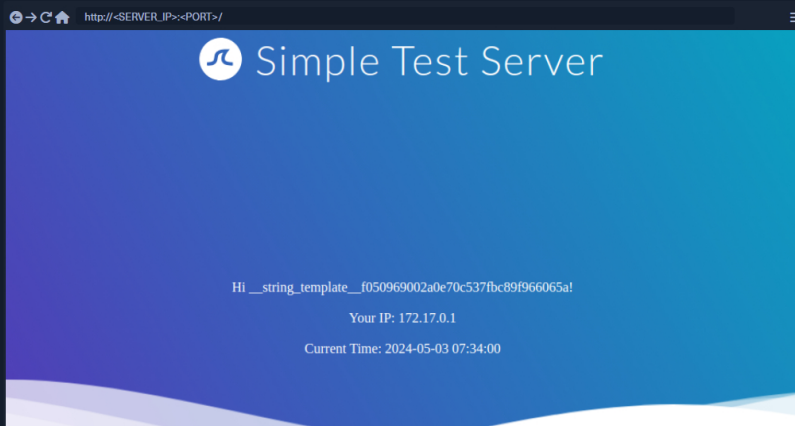 http://<SERVER_IP>:<PORT>/
Simple Test Server
Hi __string_template__f050969002a0e70c537fbc89f966065a!
Your IP: 172.17.0.1
Current Time: 2024-05-03 07:34:00